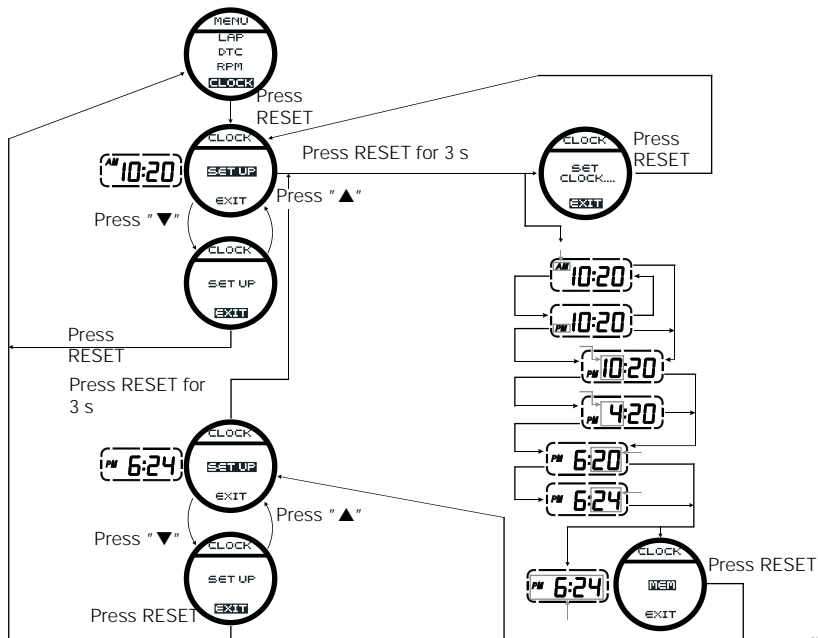 MENU
LAP
DTC
RPM
CLOCK
Press
RESET
CLOCK
AM 10:20
SET UP
EXIT
Press RESET for 3 s
Press "▲"
Press "▼"
CLOCK
SET UP
EXIT
Press
RESET
CLOCK
SET
CLOCK....
EXIT
Press
RESET
AM 10:20
PM 10:20
PM 10:20
PM 4:20
PM 6:20
PM 6:24
Press RESET for
3 s
CLOCK
PM 6:24
SET UP
EXIT
Press "▲"
Press "▼"
CLOCK
SET UP
EXIT
Press RESET
PM 6:24
CLOCK
MEM
EXIT
Press RESET